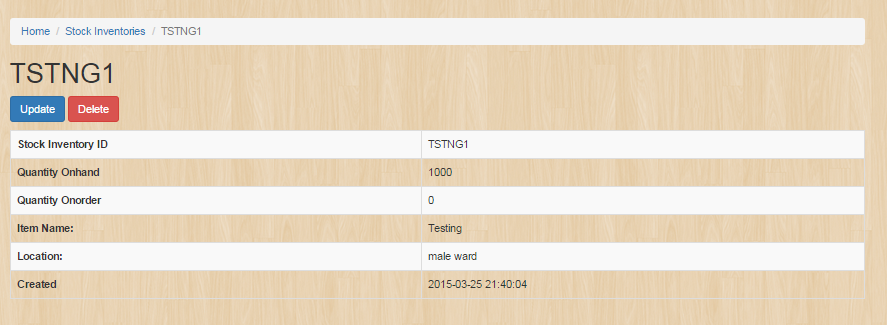 Home / Stock Inventories / TSTNG1
TSTNG1
Update Delete
Stock Inventory ID TSTNG1
Quantity Onhand 1000
Quantity Onorder 0
Item Name: Testing
Location: male ward
Created 2015-03-25 21:40:04